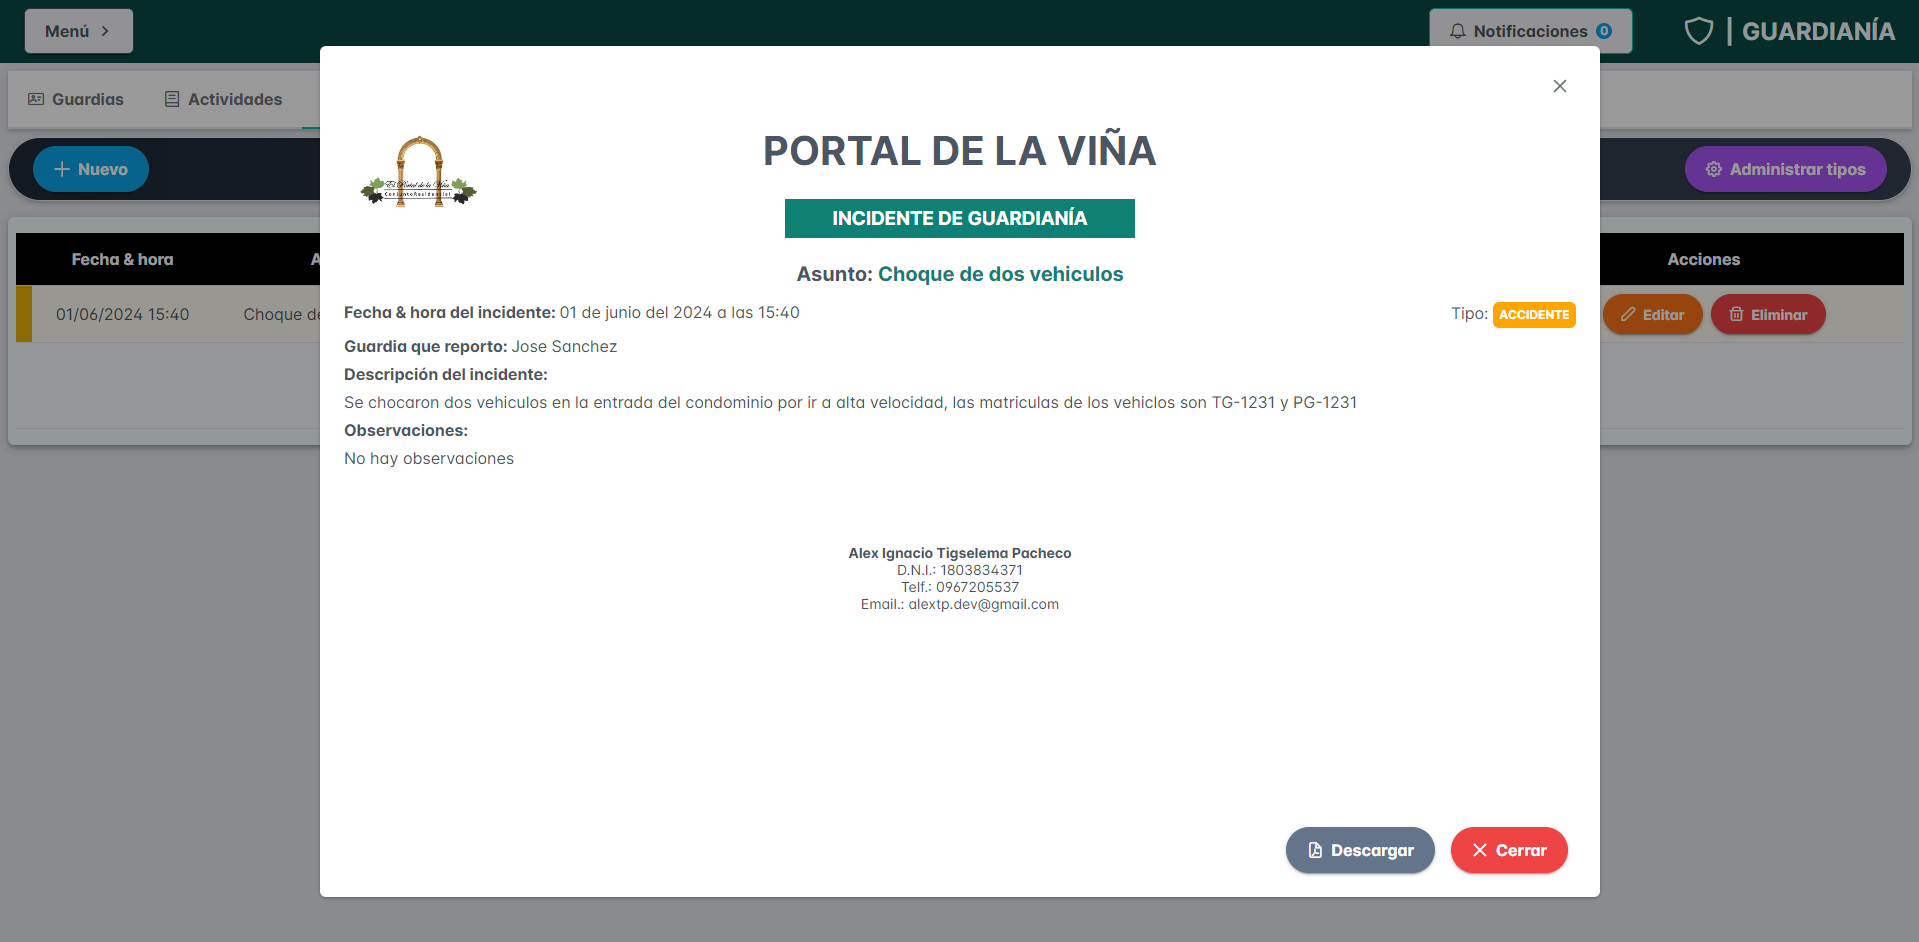 Menú
Notificaciones 0
| GUARDIANÍA
Guardias
Actividades
Nuevo
Administrar tipos
Fecha & hora
A
Acciones
01/06/2024 15:40
Choque de
Editar
Eliminar
El Portal de la Viña
Conjunto Residencial
PORTAL DE LA VIÑA
INCIDENTE DE GUARDIANÍA
Asunto: Choque de dos vehiculos
Fecha & hora del incidente: 01 de junio del 2024 a las 15:40
Tipo: ACCIDENTE
Guardia que reporto: Jose Sanchez
Descripción del incidente:
Se chocaron dos vehiculos en la entrada del condominio por ir a alta velocidad, las matriculas de los vehiclos son TG-1231 y PG-1231
Observaciones:
No hay observaciones
Alex Ignacio Tigselema Pacheco
D.N.I.: 1803834371
Telf.: 0967205537
Email.: alextp.dev@gmail.com
Descargar
Cerrar